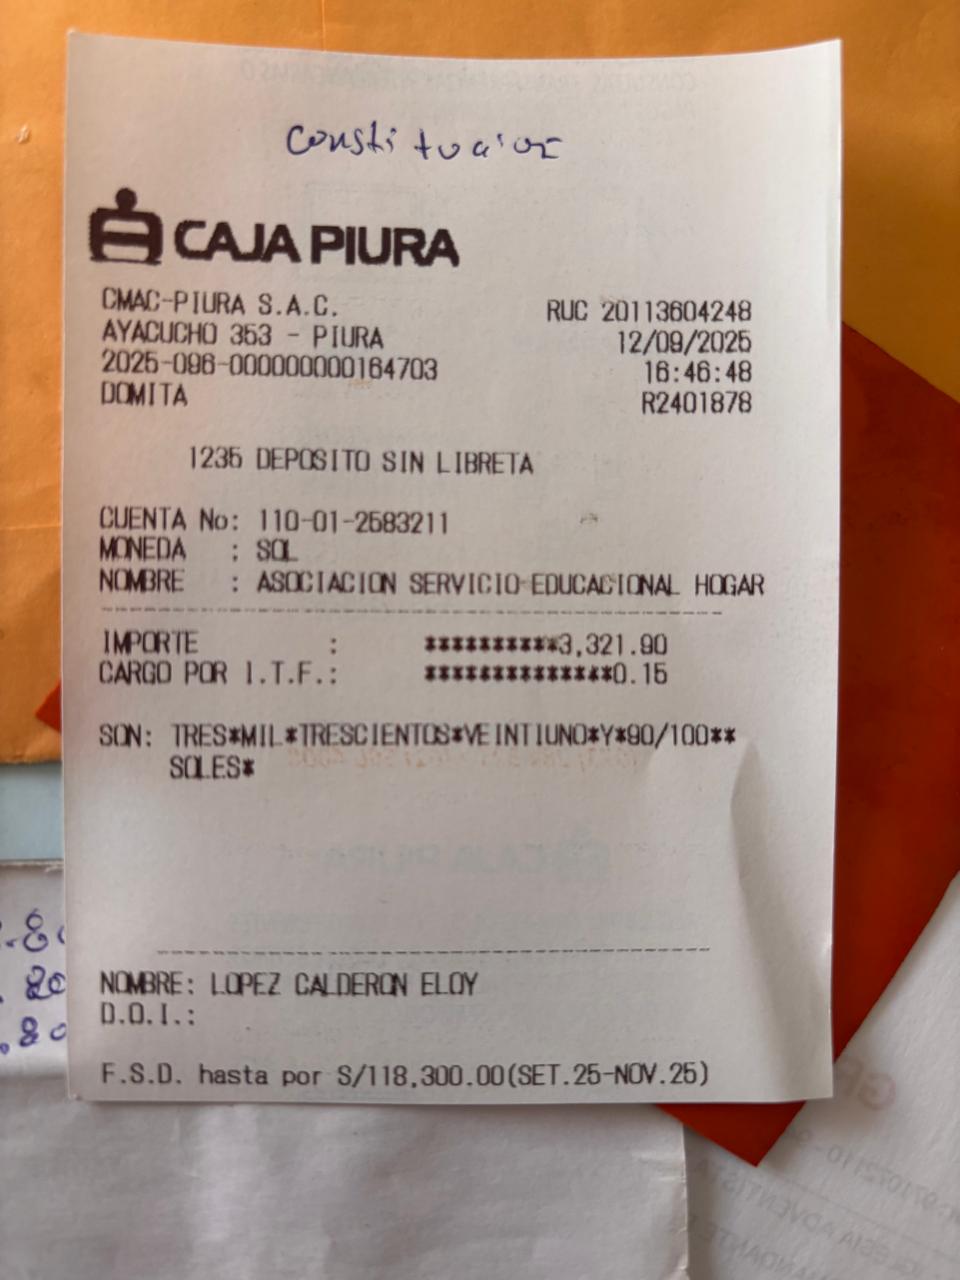 Constitucion
CAJA PIURA
CMAC-PIURA S.A.C. RUC 20113604248
AYACUCHO 353 - PIURA 12/09/2025
2025-096-000000000164703 16:46:48
DOMITA R2401878
1235 DEPOSITO SIN LIBRETA
CUENTA No: 110-01-2583211
MONEDA : SOL
NOMBRE : ASOCIACION SERVICIO EDUCACIONAL HOGAR
IMPORTE : **********3,321.90
CARGO POR I.T.F.: **************0.15
SON: TRES*MIL*TRESCIENTOS*VEINTIUNO*Y*90/100**
SOLES*
NOMBRE: LOPEZ CALDERON ELOY
D.O.I.:
F.S.D. hasta por S/118,300.00(SET.25-NOV.25)